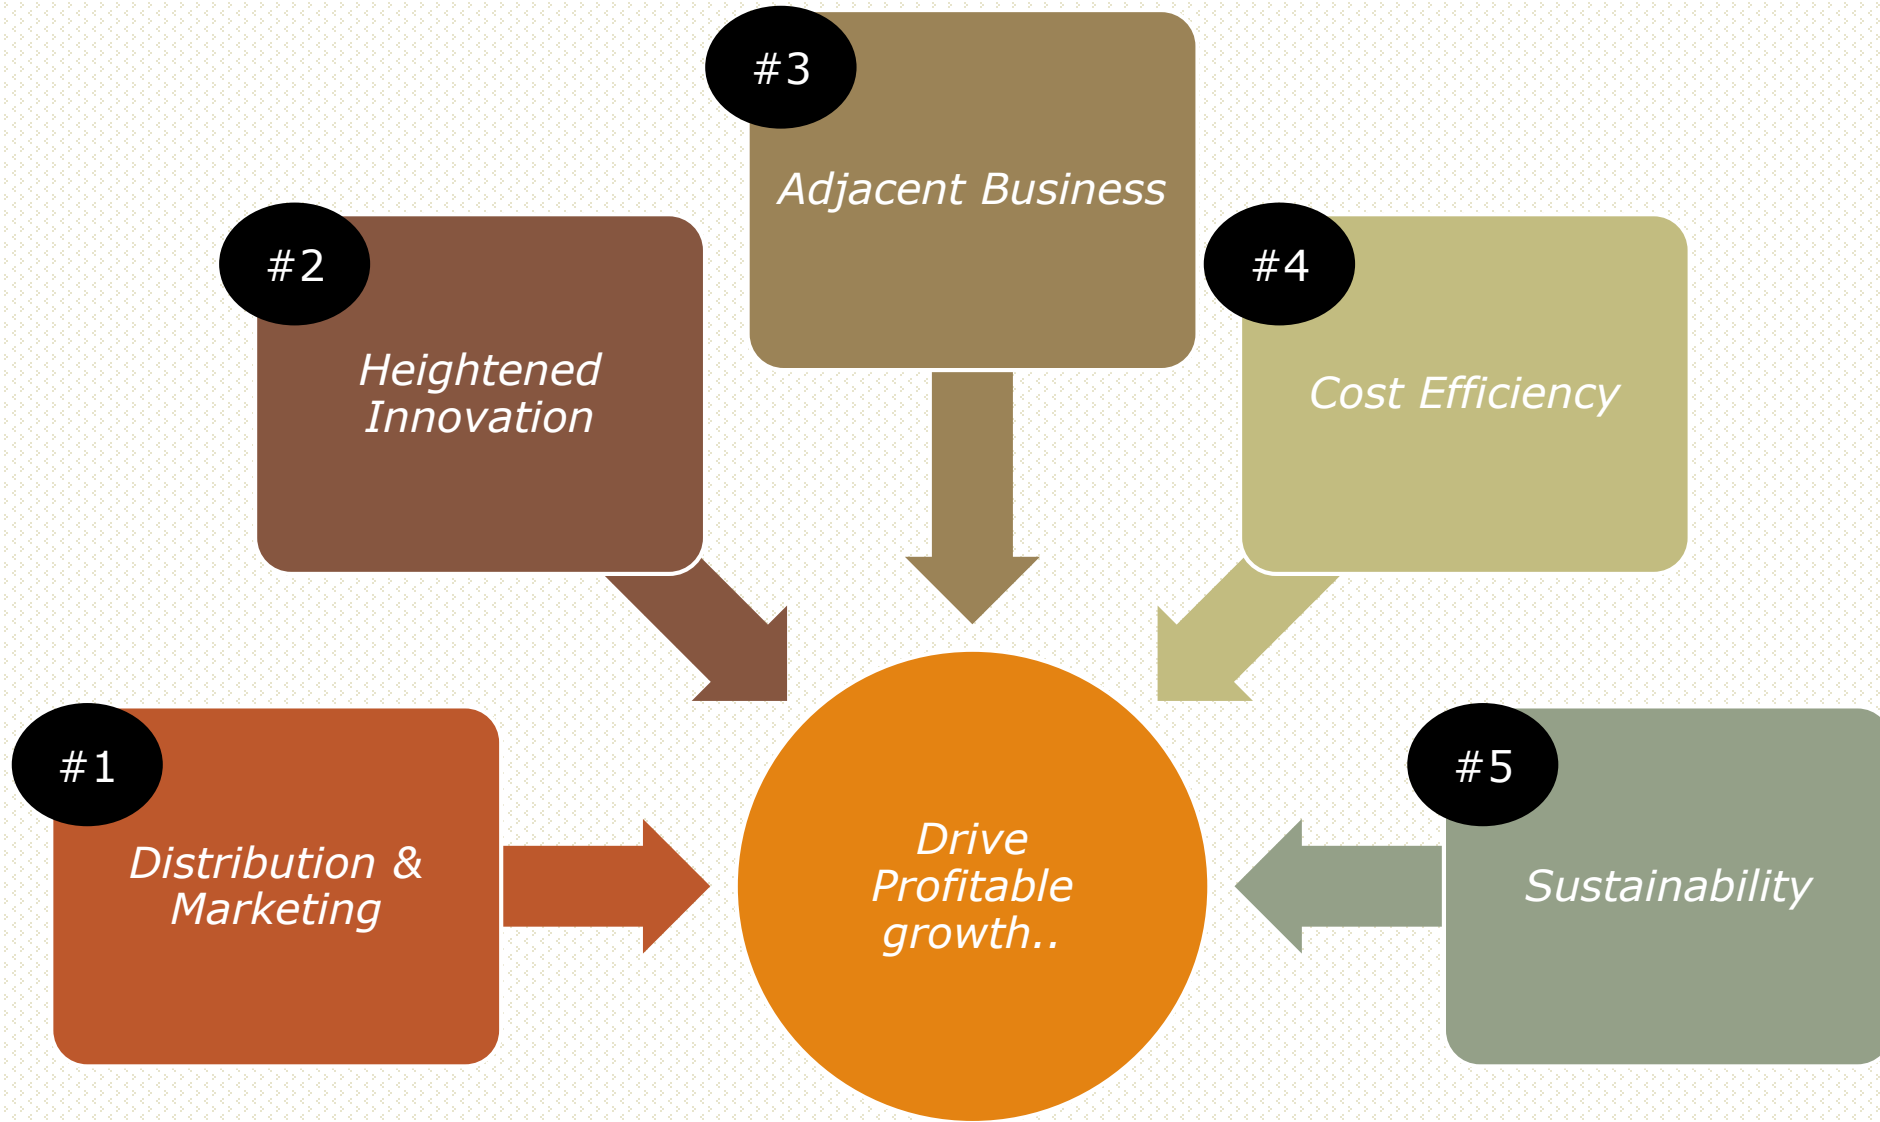 #1
Distribution &
Marketing
#2
Heightened
Innovation
#3
Adjacent Business
#4
Cost Efficiency
#5
Sustainability
Drive
Profitable
growth..